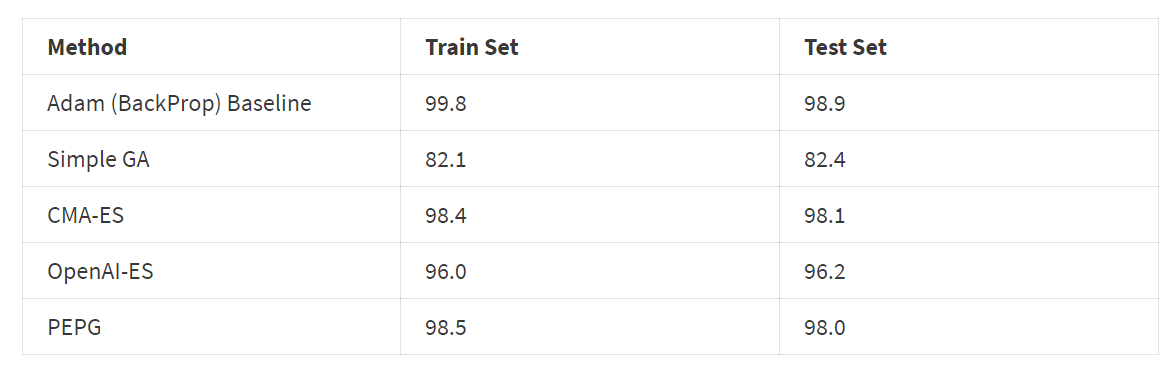 Method Train Set Test Set
Adam (BackProp) Baseline 99.8 98.9
Simple GA 82.1 82.4
CMA-ES 98.4 98.1
OpenAI-ES 96.0 96.2
PEPG 98.5 98.0